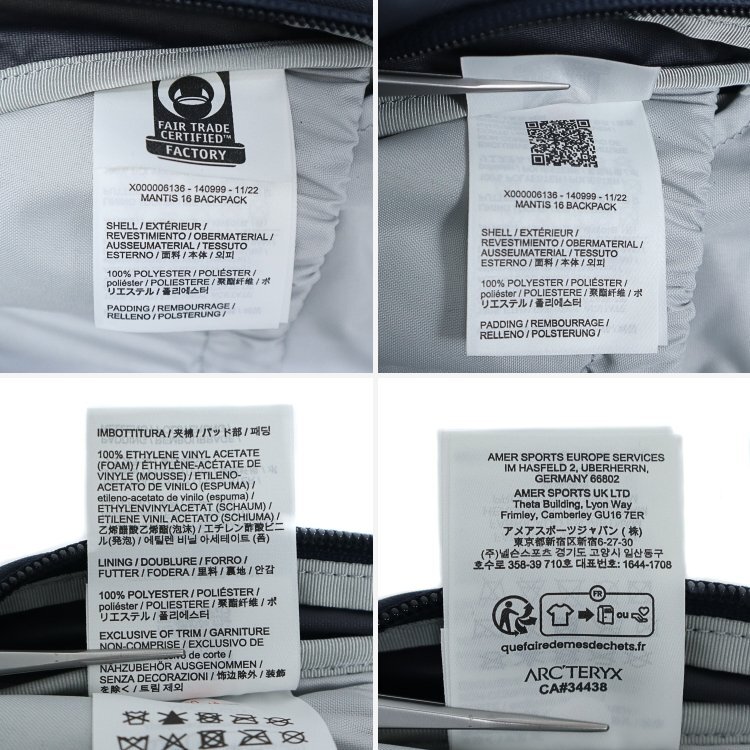 FAIR TRADE
CERTIFIED™
FACTORY
X000006136 - 140999 - 11/22
MANTIS 16 BACKPACK
SHELL / EXTÉRIEUR /
REVESTIMIENTO / OBERMATERIAL /
AUSSEUMATERIAL / TESSUTO
ESTERNO / 面料 / 本体 / 외피
100% POLYESTER / POLIÉSTER /
poliéster / POLYESTER /
POLIESTERE / 聚酯纤维 / ポ
リエステル / 폴리에스터
PADDING / REMBOURRAGE /
RELLENO / POLSTERUNG /
X000006136 - 140999 - 11/22
MANTIS 16 BACKPACK
SHELL / EXTÉRIEUR /
REVESTIMIENTO / OBERMATERIAL /
AUSSEUMATERIAL / TESSUTO
ESTERNO / 面料 / 本体 / 외피
100% POLYESTER / POLIÉSTER /
poliéster / POLYESTER /
POLIESTERE / 聚酯纤维 / ポ
リエステル / 폴리에스터
PADDING / REMBOURRAGE /
RELLENO / POLSTERUNG /
IMBOTTITURA / 夹棉 / パッド部 / 패딩
100% ETHYLENE VINYL ACETATE
(FOAM) / ÉTHYLÈNE-ACÉTATE DE
VINYLE (MOUSSE) / ETILENO-
ACETATO DE VINILO (ESPUMA) /
etileno-acetato de vinilo (espuma) /
ETHYLENVINYLACETAT (SCHAUM) /
ETILENE VINIL ACETATO (SCHIUMA) /
乙烯醋酸乙烯酯(泡沫) / エチレン酢酸ビニ
ル(発泡) / 에틸렌 비닐 아세테이트 (폼)
LINING / DOUBLURE / FORRO /
FUTTER / FODERA / 里料 / 裏地 / 안감
100% POLYESTER / POLIÉSTER /
poliéster / POLYESTER /
POLIESTERE / 聚酯纤维 / ポ
リエステル / 폴리에스터
EXCLUSIVE OF TRIM / GARNITURE
NON-COMPRISE / EXCLUSIVO
de corte /
NAHZUBEHÖR AUSGENOMMEN /
SENZA DECORAZIONI / 饰边除外 / 装飾
を除く / 트림 제외
AMER SPORTS EUROPE SERVICES
IM HASFELD 2, UBERHERRN,
GERMANY 66802
AMER SPORTS UK LTD
Theta Building, Lyon Way
Frimley, Camberley GU16 7ER
アメアスポーツジャパン (株)
東京都新宿区新宿6-27-30
(주)넬슨스포츠 경기도 고양시 일산동구
호수로 358-39 710호 대표번호: 1644-1708
FR
OU
quefairedemesdechets.fr
ARC'TERYX
CA#34438